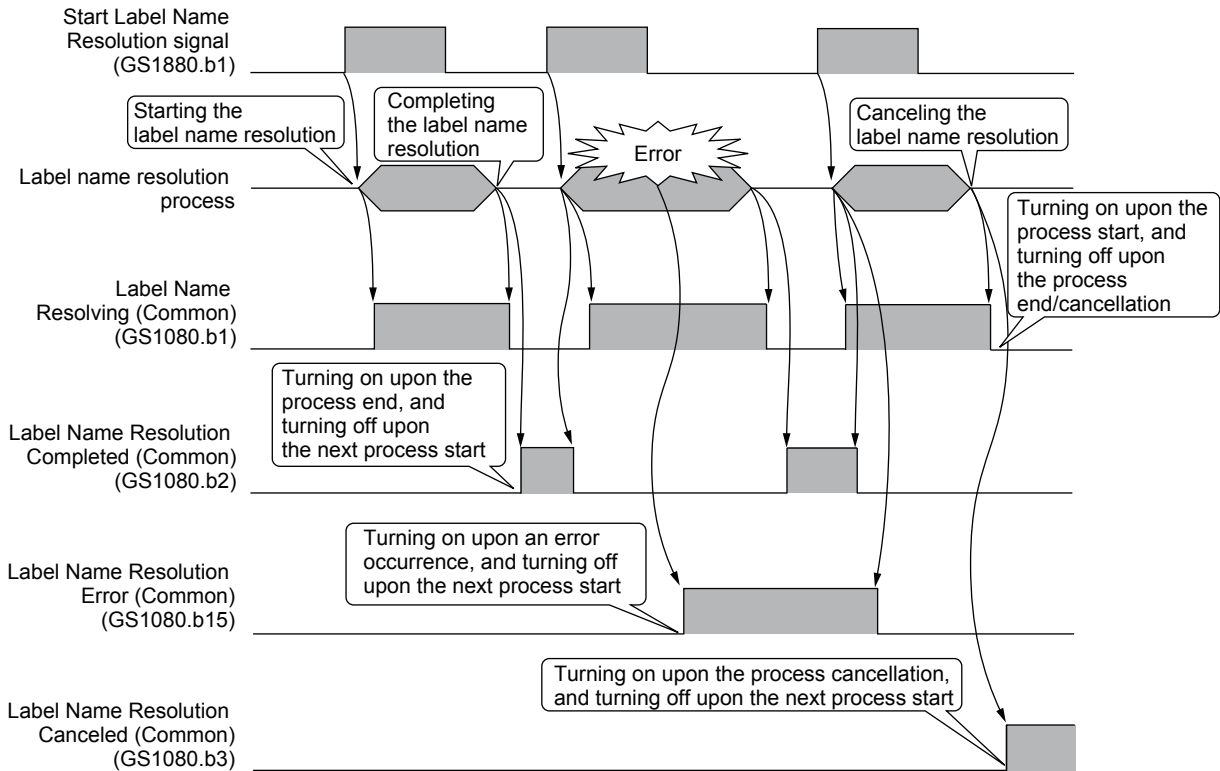 Start Label Name
Resolution signal
(GS1880.b1)
Starting the
label name resolution
Completing
the label name
resolution
Error
Canceling the
label name resolution
Label name resolution
process
Turning on upon the
process start, and
turning off upon
the process
end/cancellation
Label Name
Resolving (Common)
(GS1080.b1)
Turning on upon the
process end, and
turning off upon
the next process start
Label Name Resolution
Completed (Common)
(GS1080.b2)
Turning on upon an error
occurrence, and turning off
upon the next process start
Label Name Resolution
Error (Common)
(GS1080.b15)
Turning on upon the process cancellation,
and turning off upon the next process start
Label Name Resolution
Canceled (Common)
(GS1080.b3)